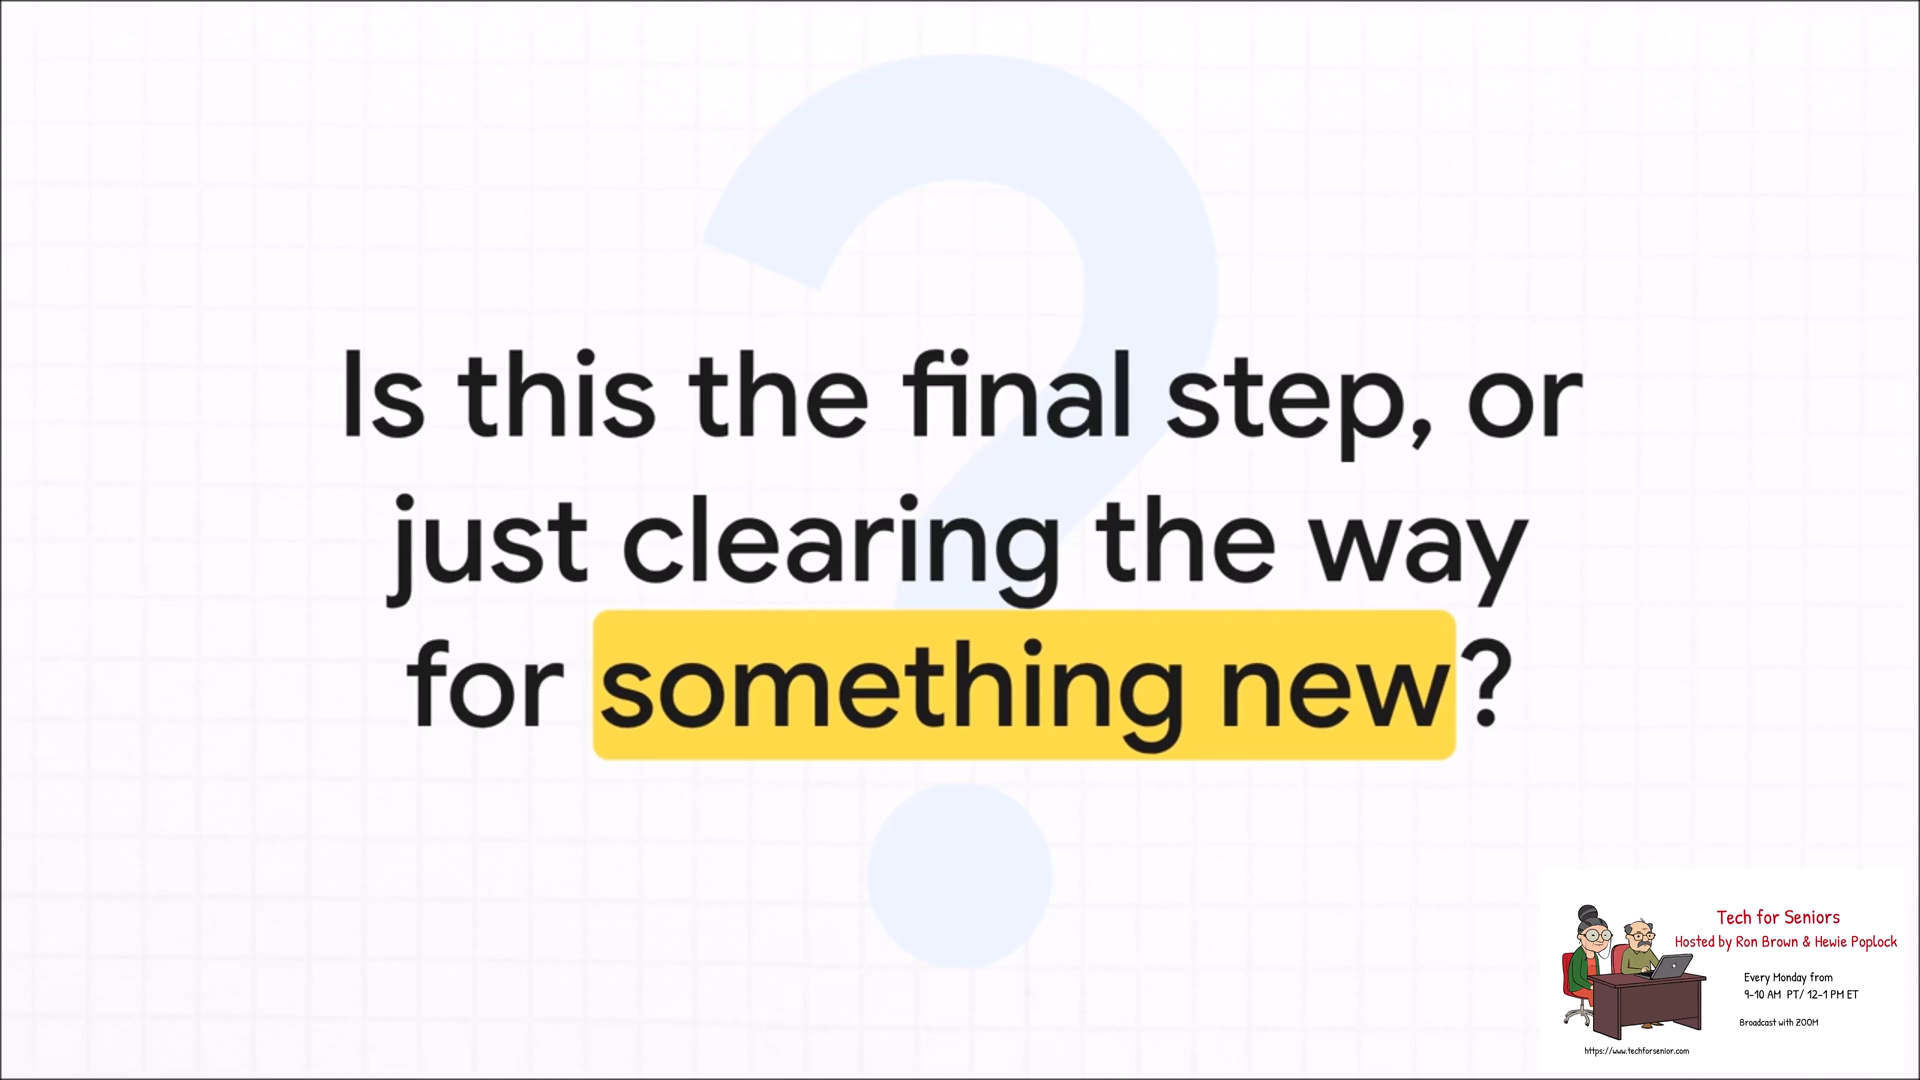 Is this the final step, or
just clearing the way
for something new?
Tech for Seniors
Hosted by Ron Brown & Hewie Poplock
Every Monday from
9-10 AM PT/ 12-1 PM ET
Broadcast with ZOOM
https://www.techforsenior.com